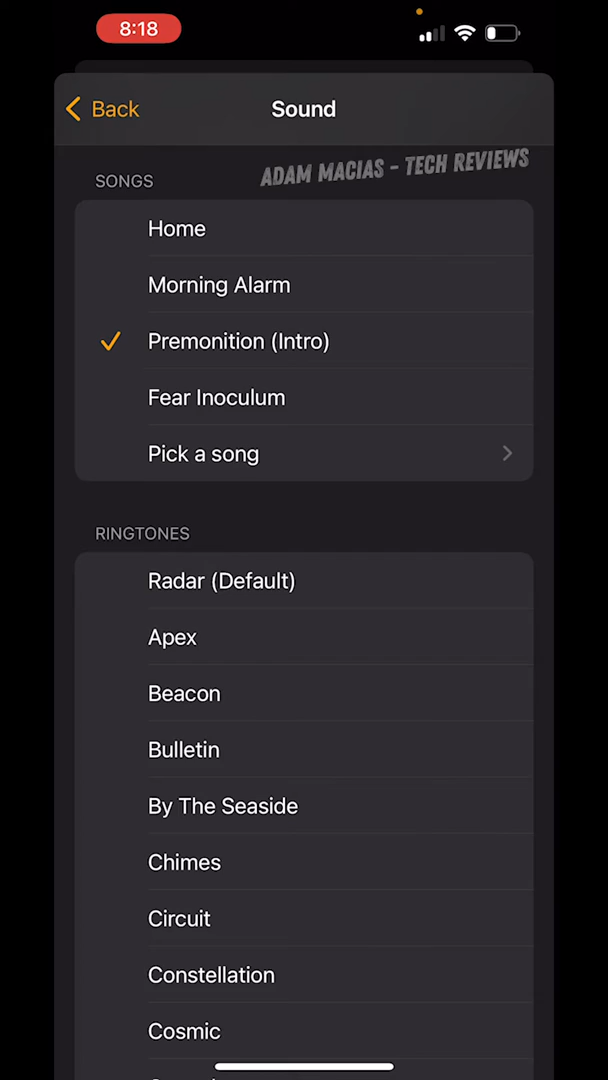 8:18
Back
Sound
ADAM MACIAS - TECH REVIEWS
SONGS
Home
Morning Alarm
Premonition (Intro)
Fear Inoculum
Pick a song
RINGTONES
Radar (Default)
Apex
Beacon
Bulletin
By The Seaside
Chimes
Circuit
Constellation
Cosmic